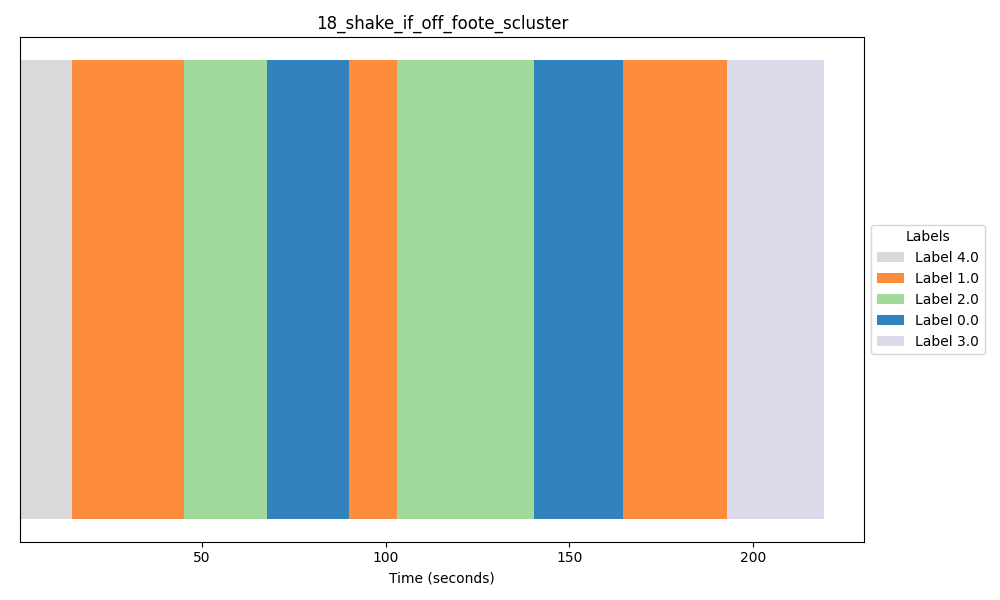 18_shake_if_off_foote_scluster
Labels
Label 4.0
Label 1.0
Label 2.0
Label 0.0
Label 3.0
50
100
150
200
Time (seconds)